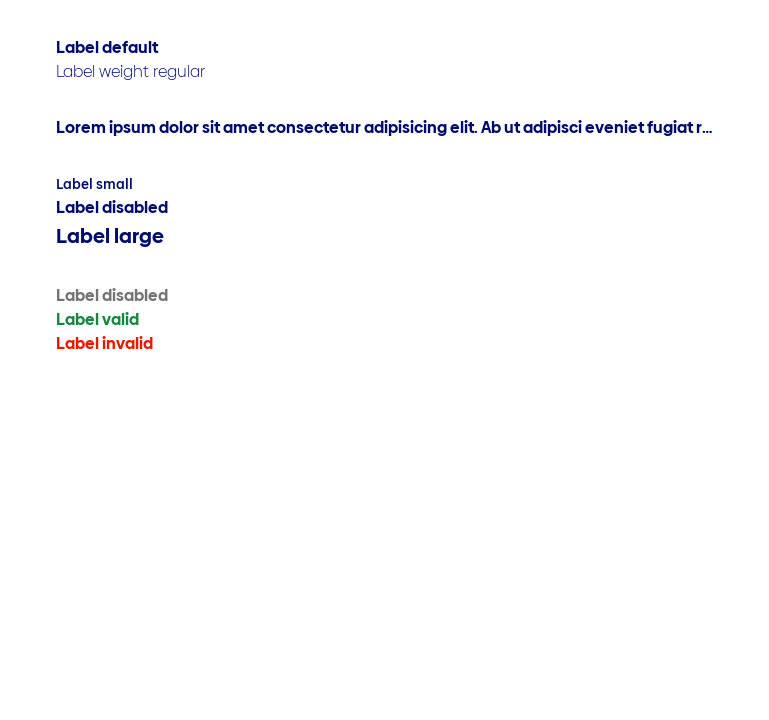 Label default
Label weight regular
Lorem ipsum dolor sit amet consectetur adipisicing elit. Ab ut adipisci eveniet fugiat r...
Label small
Label disabled
Label large
Label disabled
Label valid
Label invalid